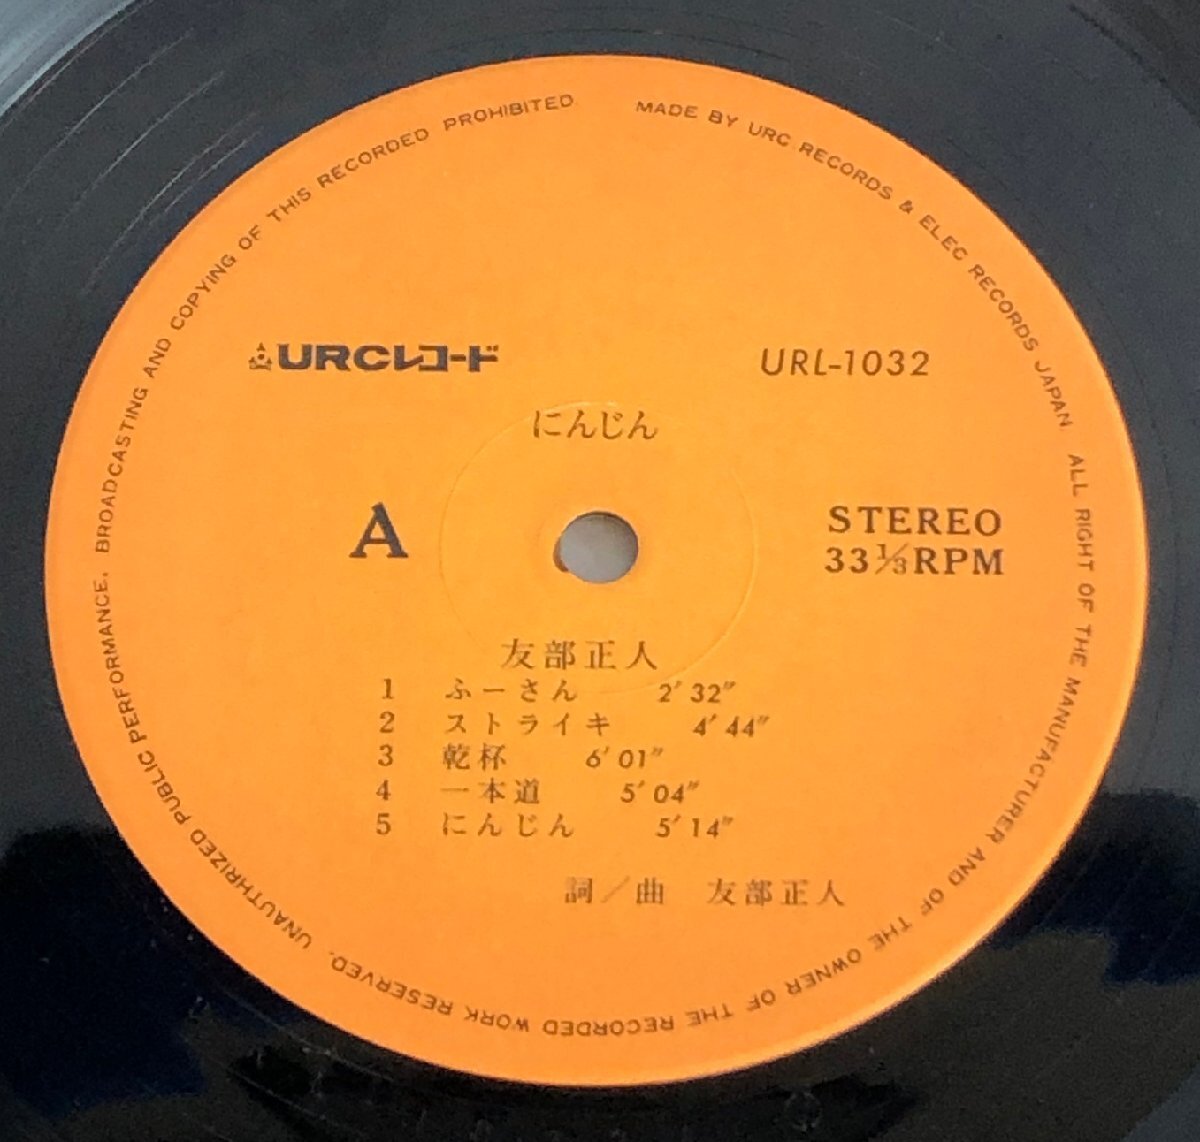 MADE BY URC RECORDS & ELEC RECORDS JAPAN. ALL RIGHT OF THE MANUFACTURER AND OF THE OWNER OF THE RECORDED WORK RESERVED. UNAUTHRIZED PUBLIC PERFORMANCE. BROADCASTING AND COPYING OF THIS RECORDED PROHIBITED.
URCレコード URL-1032
にんじん
A
STEREO
33⅓RPM
友部正人
1 ふーさん 2′32″
2 ストライキ 4′44″
3 乾杯 6′01″
4 一本道 5′04″
5 にんじん 5′14″
詞/曲 友部正人